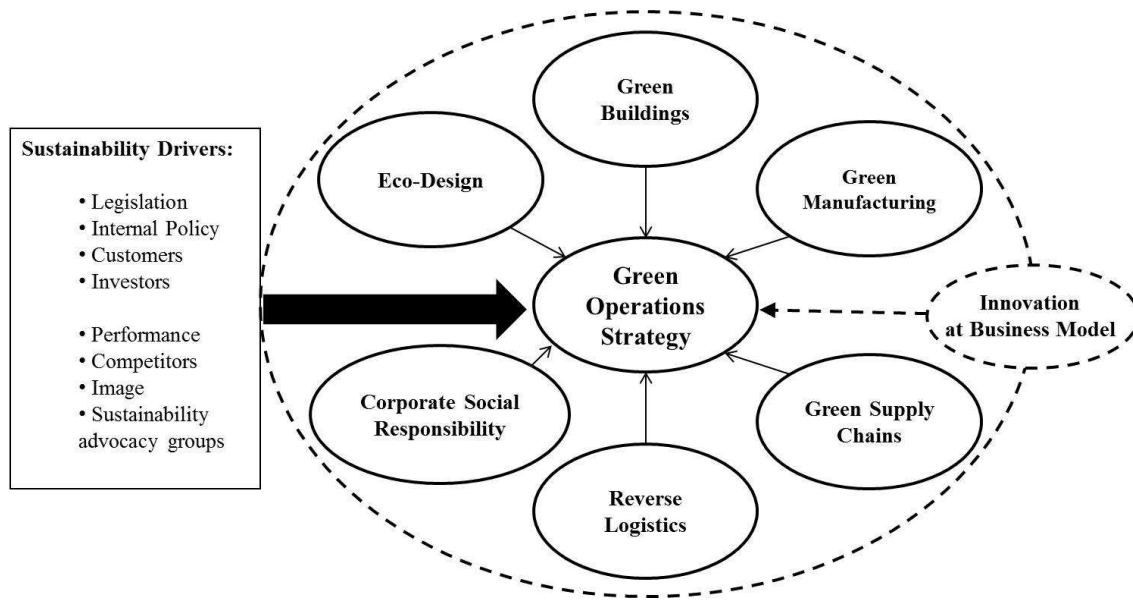 Sustainability Drivers:
• Legislation
• Internal Policy
• Customers
• Investors
• Performance
• Competitors
• Image
• Sustainability
advocacy groups
Green
Buildings
Eco-Design
Green
Manufacturing
Green
Operations
Strategy
Innovation
at Business Model
Corporate Social
Responsibility
Green Supply
Chains
Reverse
Logistics